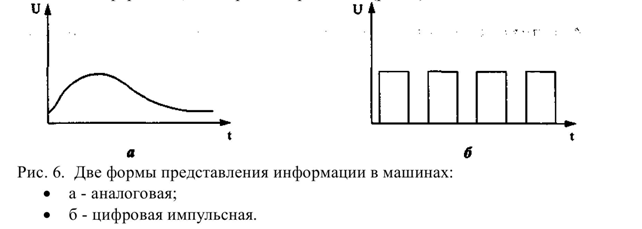 U
U
t
t
а
б
Рис. 6. Две формы представления информации в машинах:
• а - аналоговая;
• б - цифровая импульсная.